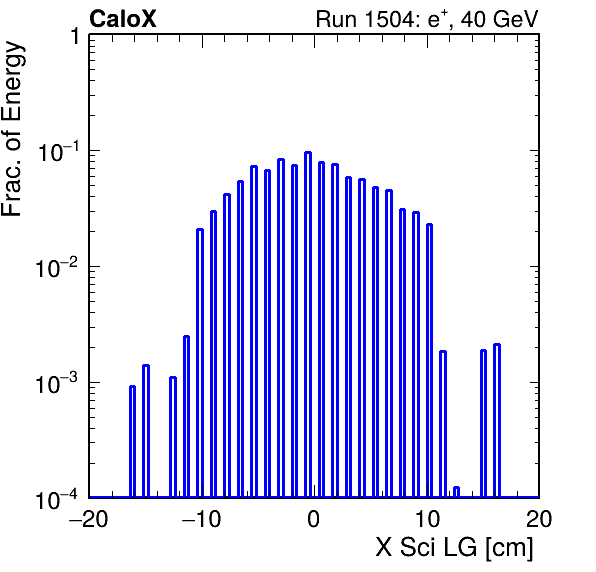 CaloX Run 1504: e⁺, 40 GeV
Frac. of Energy
1
10⁻¹
10⁻²
10⁻³
10⁻⁴
−20 −10 0 10 20
X Sci LG [cm]